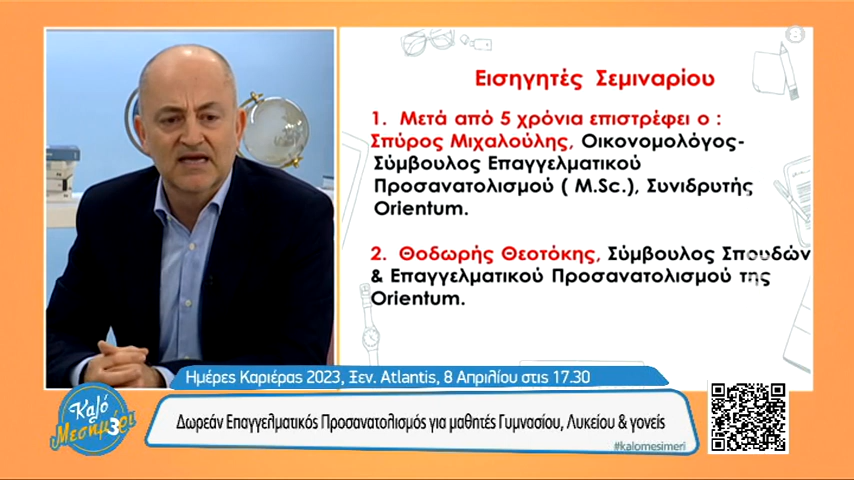 Εισηγητές Σεμιναρίου
1. Μετά από 5 χρόνια επιστρέφει ο :
Σπύρος Μιχαλούλης, Οικονομολόγος-
Σύμβουλος Επαγγελματικού
Προσανατολισμού ( M.Sc.), Συνιδρυτής
Orientum.
2. Θοδωρής Θεοτόκης, Σύμβουλος Σπουδών
& Επαγγελματικού Προσανατολισμού της
Orientum.
Ημέρες Καριέρας 2023, Ξεν. Atlantis, 8 Απριλίου στις 17.30
Δωρεάν Επαγγελματικός Προσανατολισμός για μαθητές Γυμνασίου, Λυκείου & γονείς
#kalomesimeri
Καλό
Μεσημέρι
3